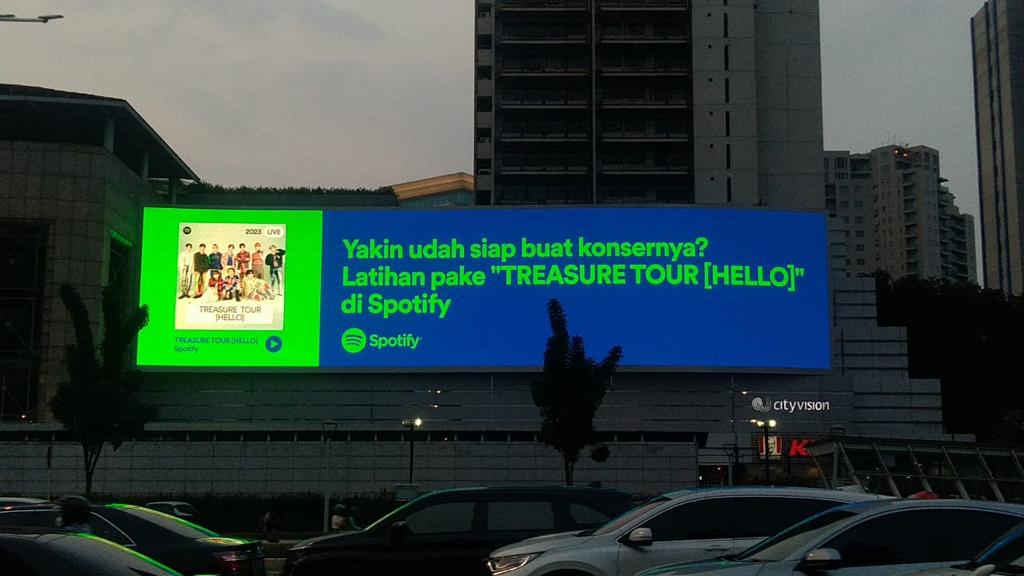 2023 LIVE
TREASURE TOUR
[HELLO]
TREASURE TOUR [HELLO]
Spotify
Yakin udah siap buat konsernya?
Latihan pake "TREASURE TOUR [HELLO]"
di Spotify
Spotify
cityvision
K